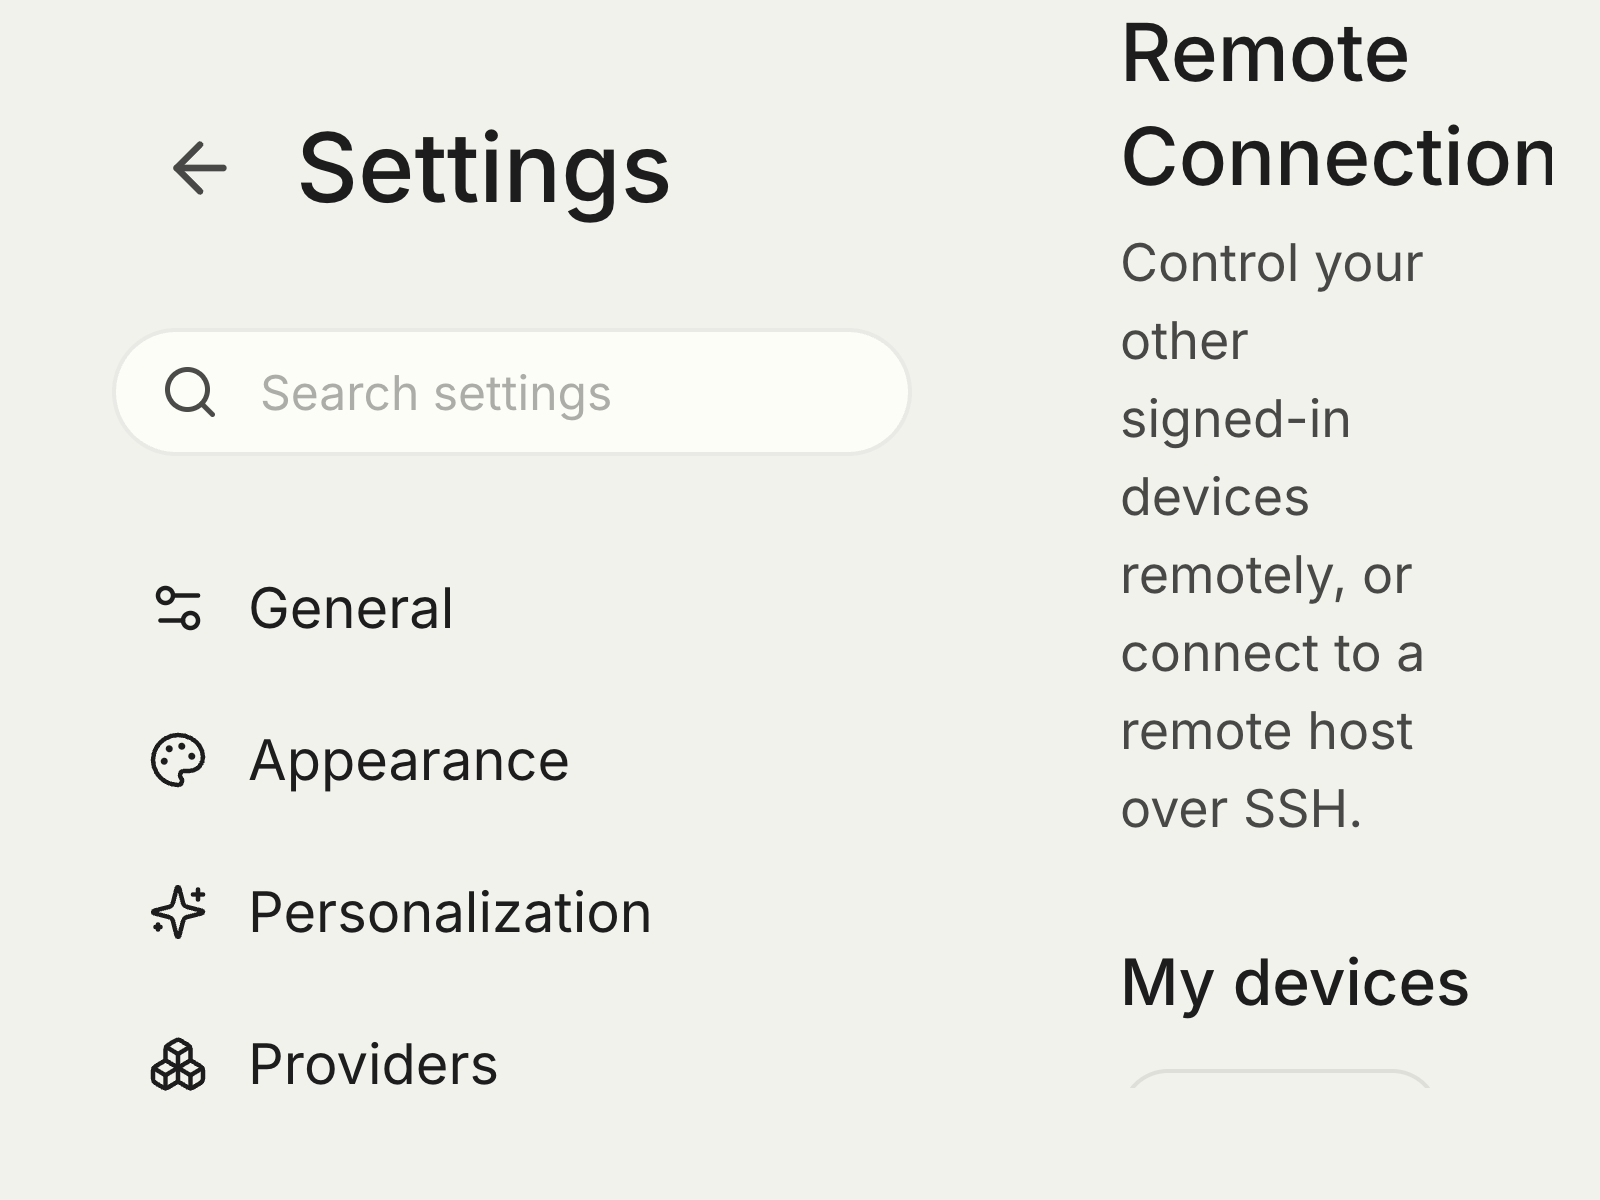 Settings
Search settings
General
Appearance
Personalization
Providers
Remote
Connection
Control your
other
signed-in
devices
remotely, or
connect to a
remote host
over SSH.
My devices